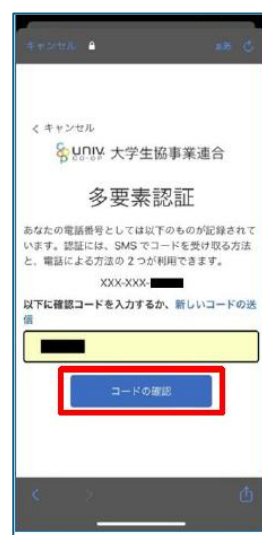 キャンセル
ぁあ
キャンセル
univ. 大学生協事業連合
CO-OP
多要素認証
あなたの電話番号としては以下のものが記録されて
います。認証には、SMS でコードを受け取る方法
と、電話による方法の 2 つが利用できます。
XXX-XXX-
以下に確認コードを入力するか、新しいコードの送
信
コードの確認